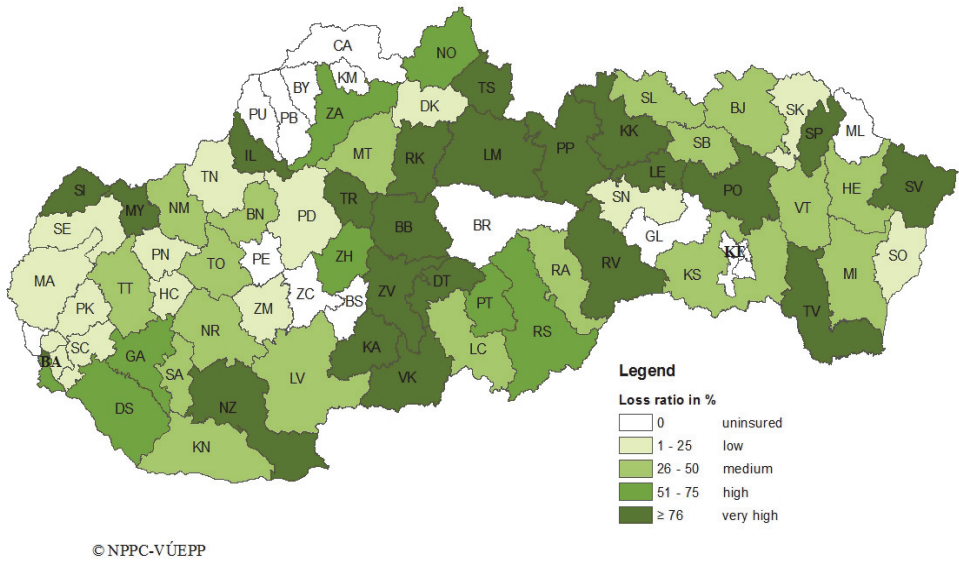 CA
NO
BY
KM
TS
PU
PB
ZA
DK
SL
BJ
SK
SP
ML
IL
MT
RK
LM
PP
KK
SB
TN
LE
SI
MY
NM
BN
PD
TR
SN
PO
VT
HE
SV
SE
BB
BR
GL
PN
TO
PE
ZH
KE
SO
MA
TT
HC
RA
RV
KS
MI
PK
ZM
ZC
BS
ZV
DT
PT
TV
NR
RS
BA
SC
GA
KA
LC
SA
LV
VK
DS
NZ
KN
Legend
Loss ratio in %
0 uninsured
1 - 25 low
26 - 50 medium
51 - 75 high
≥ 76 very high
© NPPC-VÚEPP